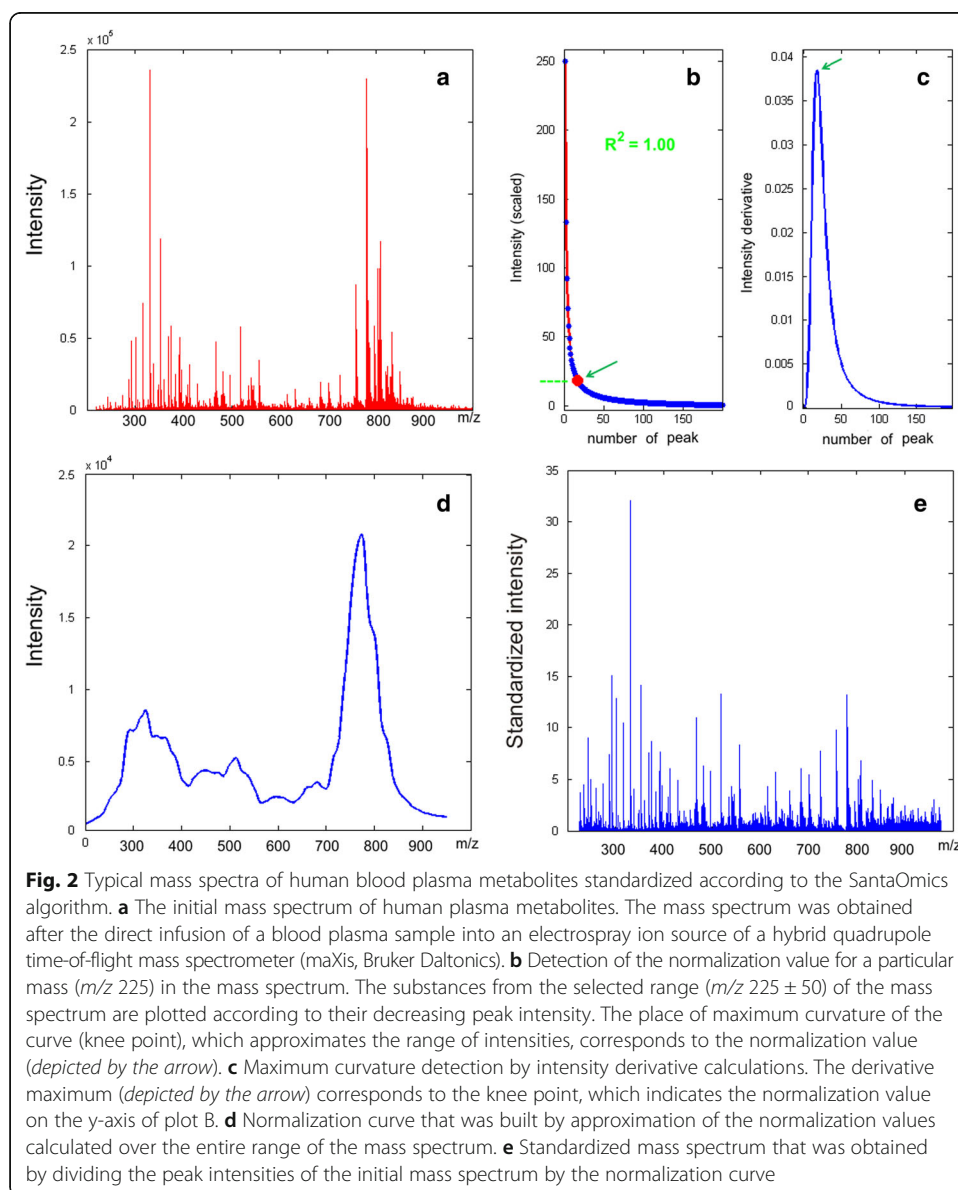 x 10⁵
2.5
2
1.5
1
0.5
0
Intensity
a
300 400 500 600 700 800 900 m/z
250
200
150
100
50
0
Intensity (scaled)
b
R² = 1.00
0 50 100 150
number of peak
0.04
0.035
0.03
0.025
0.02
0.015
0.01
0.005
0
Intensity derivative
c
0 50 100 150
number of peak
x 10⁴
2.5
2
1.5
1
0.5
0
Intensity
d
0 300 400 500 600 700 800 900 m/z
35
30
25
20
15
10
5
0
Standardized intensity
e
300 400 500 600 700 800 900 m/z
Fig. 2 Typical mass spectra of human blood plasma metabolites standardized according to the SantaOmics
algorithm. a The initial mass spectrum of human plasma metabolites. The mass spectrum was obtained
after the direct infusion of a blood plasma sample into an electrospray ion source of a hybrid quadrupole
time-of-flight mass spectrometer (maXis, Bruker Daltonics). b Detection of the normalization value for a particular
mass (m/z 225) in the mass spectrum. The substances from the selected range (m/z 225 ± 50) of the mass
spectrum are plotted according to their decreasing peak intensity. The place of maximum curvature of the
curve (knee point), which approximates the range of intensities, corresponds to the normalization value
(depicted by the arrow). c Maximum curvature detection by intensity derivative calculations. The derivative
maximum (depicted by the arrow) corresponds to the knee point, which indicates the normalization value
on the y-axis of plot B. d Normalization curve that was built by approximation of the normalization values
calculated over the entire range of the mass spectrum. e Standardized mass spectrum that was obtained
by dividing the peak intensities of the initial mass spectrum by the normalization curve